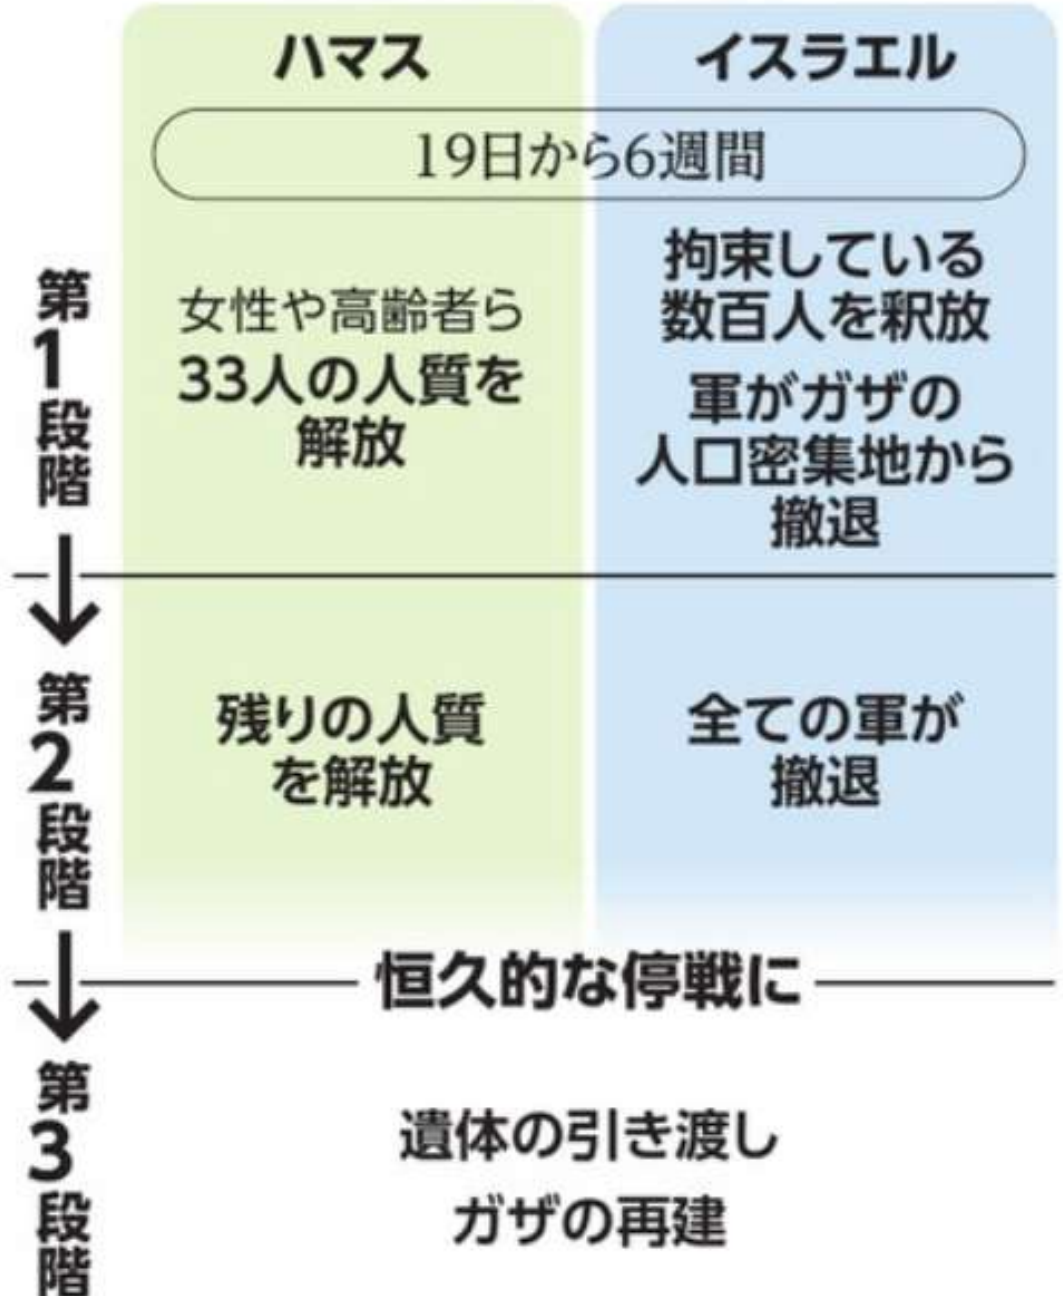 ハマス
イスラエル
19日から6週間
第1段階
女性や高齢者ら
33人の人質を
解放
拘束している
数百人を釈放
軍がガザの
人口密集地から
撤退
第2段階
残りの人質
を解放
全ての軍が
撤退
恒久的な停戦に
第3段階
遺体の引き渡し
ガザの再建